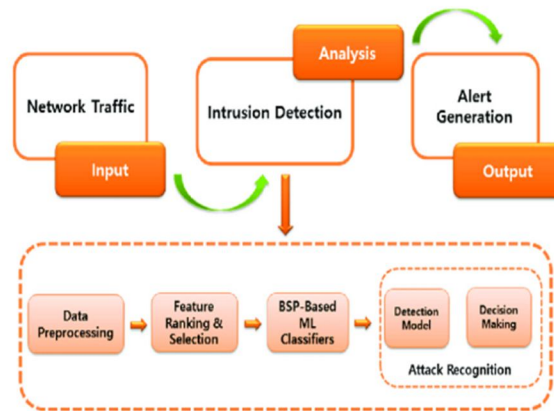 Network Traffic
Input
Analysis
Intrusion Detection
Alert
Generation
Output
Data
Preprocessing
Feature
Ranking &
Selection
BSP-Based
ML
Classifiers
Detection
Model
Decision
Making
Attack Recognition